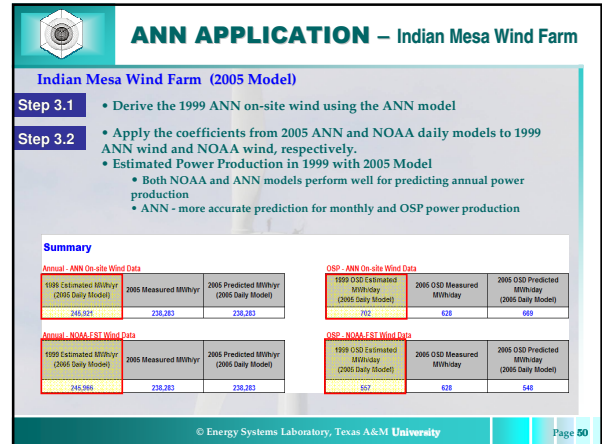 ANN APPLICATION – Indian Mesa Wind Farm
Indian Mesa Wind Farm (2005 Model)
Step 3.1
• Derive the 1999 ANN on-site wind using the ANN model
Step 3.2
• Apply the coefficients from 2005 ANN and NOAA daily models to 1999
ANN wind and NOAA wind, respectively.
• Estimated Power Production in 1999 with 2005 Model
• Both NOAA and ANN models perform well for predicting annual power
production
• ANN - more accurate prediction for monthly and OSP power production
Summary
Annual - ANN On-site Wind Data
1999 Estimated MWh/yr
(2005 Daily Model)
2005 Measured MWh/yr
2005 Predicted MWh/yr
(2005 Daily Model)
245,921
238,283
238,283
OSP - ANN On-site Wind Data
1999 OSD Estimated
MWh/day
(2005 Daily Model)
2005 OSD Measured
MWh/day
2005 OSD Predicted
MWh/day
(2005 Daily Model)
702
628
669
Annual - NOAA-FST Wind Data
1999 Estimated MWh/yr
(2005 Daily Model)
2005 Measured MWh/yr
2005 Predicted MWh/yr
(2005 Daily Model)
245,966
238,283
238,283
OSP - NOAA-FST Wind Data
1999 OSD Estimated
MWh/day
(2005 Daily Model)
2005 OSD Measured
MWh/day
2005 OSD Predicted
MWh/day
(2005 Daily Model)
557
628
548
© Energy Systems Laboratory, Texas A&M University
Page 50